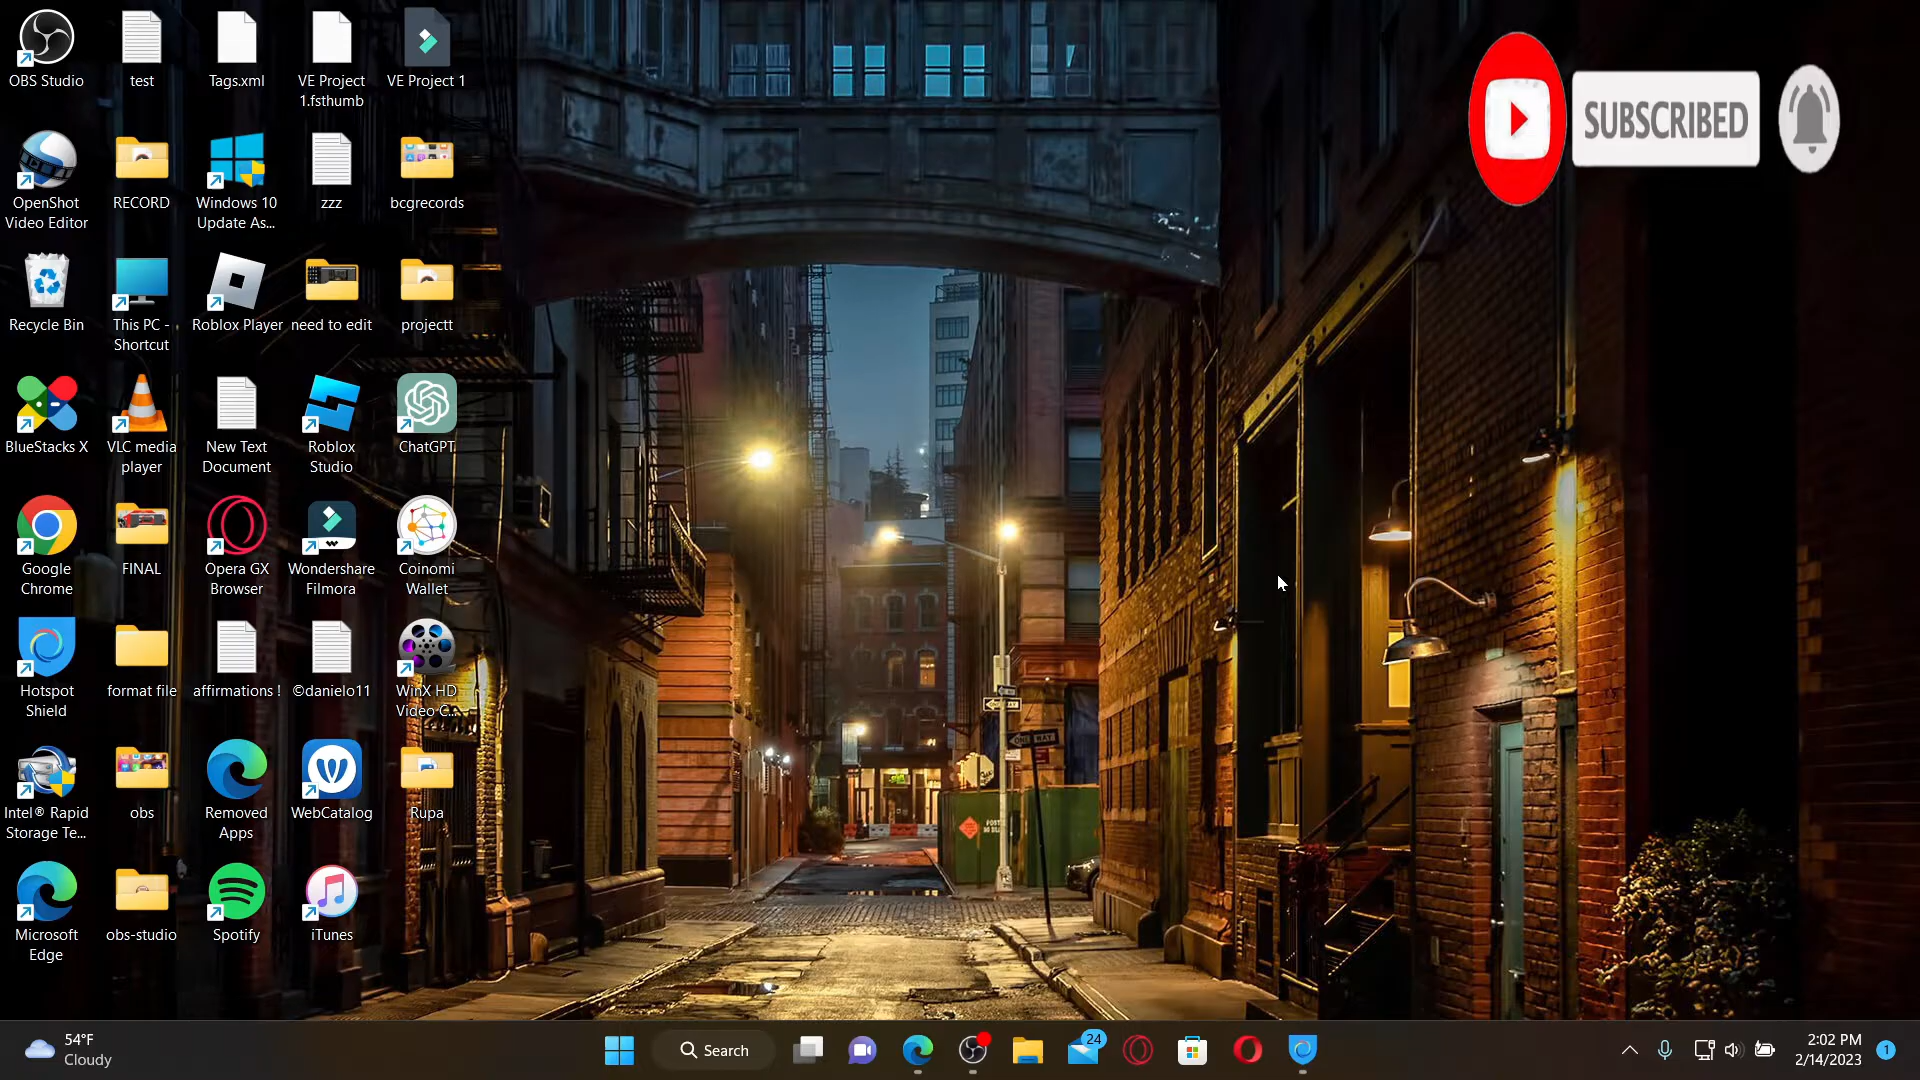 OBS Studio
test
Tags.xml
VE Project
1.fsthumb
VE Project 1
SUBSCRIBED
OpenShot
Video Editor
RECORD
Windows 10
Update As...
zzz
bcgrecords
Recycle Bin
This PC -
Shortcut
Roblox Player
need to edit
projectt
BlueStacks X
VLC media
player
New Text
Document
Roblox
Studio
ChatGPT
Google
Chrome
FINAL
Opera GX
Browser
Wondershare
Filmora
Coinomi
Wallet
Hotspot
Shield
format file
affirmations !
©danielo11
WinX HD
Video C...
ONE WAY
Intel® Rapid
Storage Te...
obs
Removed
Apps
WebCatalog
Rupa
Microsoft
Edge
obs-studio
Spotify
iTunes
54°F
Cloudy
Search
24
2:02 PM
2/14/2023
1